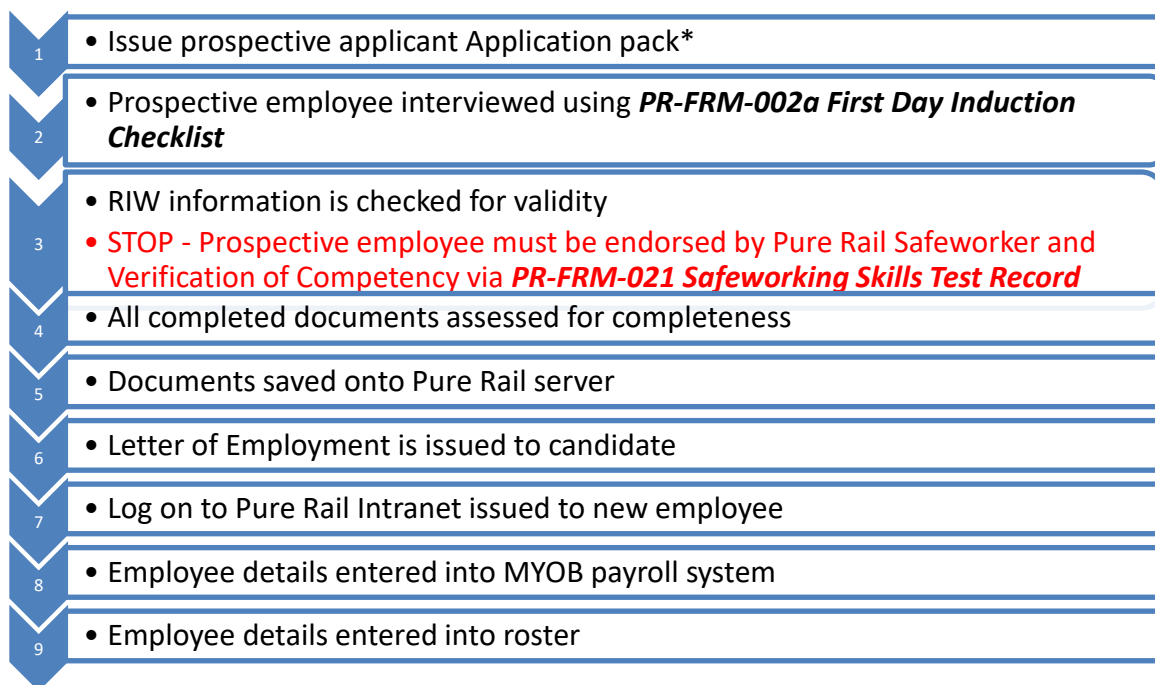 1
• Issue prospective applicant Application pack*
2
• Prospective employee interviewed using PR-FRM-002a First Day Induction
Checklist
3
• RIW information is checked for validity
• STOP - Prospective employee must be endorsed by Pure Rail Safeworker and
Verification of Competency via PR-FRM-021 Safeworking Skills Test Record
4
• All completed documents assessed for completeness
5
• Documents saved onto Pure Rail server
6
• Letter of Employment is issued to candidate
7
• Log on to Pure Rail Intranet issued to new employee
8
• Employee details entered into MYOB payroll system
9
• Employee details entered into roster